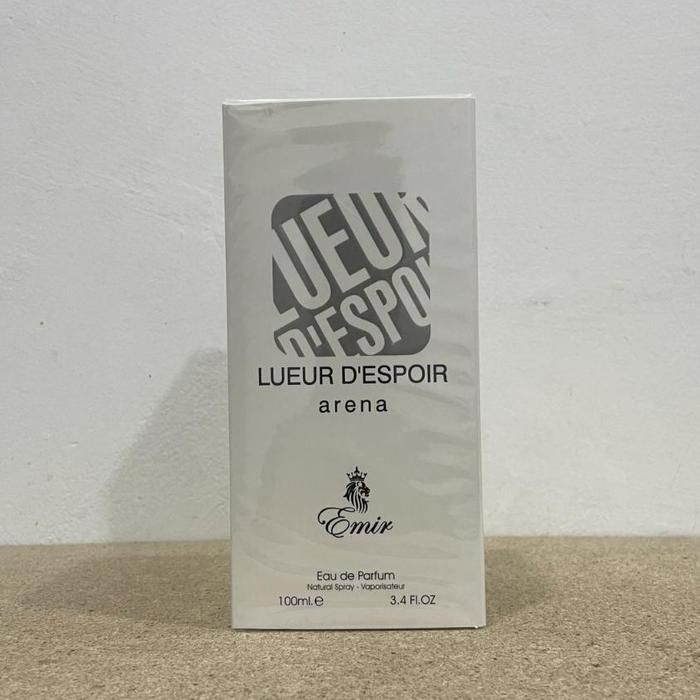 LUEUR
D'ESPOI
LUEUR D'ESPOIR
arena
Emir
Eau de Parfum
Natural Spray - Vaporisateur
100ml.e 3.4 Fl.OZ